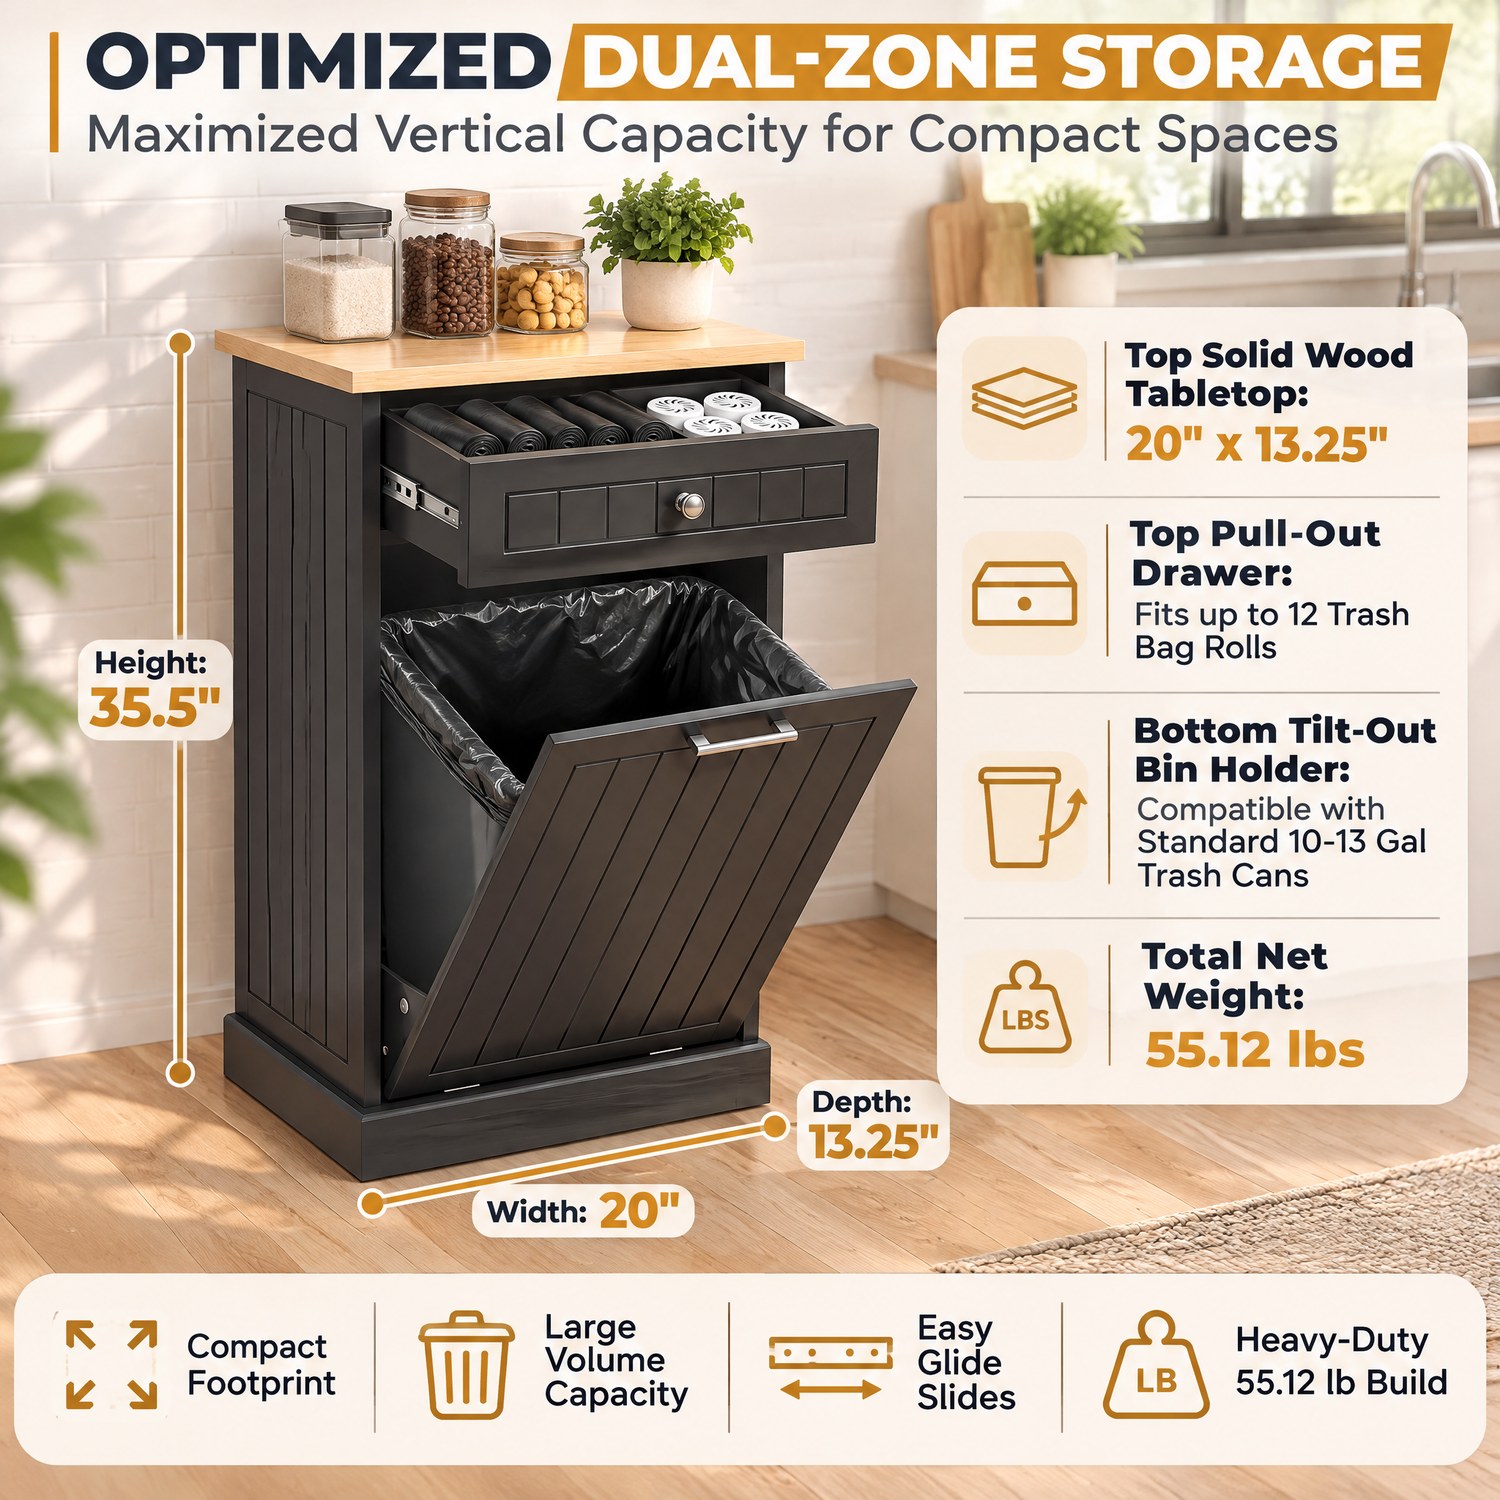 OPTIMIZED DUAL-ZONE STORAGE
Maximized Vertical Capacity for Compact Spaces
Height:
35.5"
Depth:
13.25"
Width: 20"
Top Solid Wood
Tabletop:
20" x 13.25"
Top Pull-Out
Drawer:
Fits up to 12 Trash
Bag Rolls
Bottom Tilt-Out
Bin Holder:
Compatible with
Standard 10-13 Gal
Trash Cans
LBS
Total Net
Weight:
55.12 lbs
Compact
Footprint
Large
Volume
Capacity
Easy
Glide
Slides
LB
Heavy-Duty
55.12 lb Build